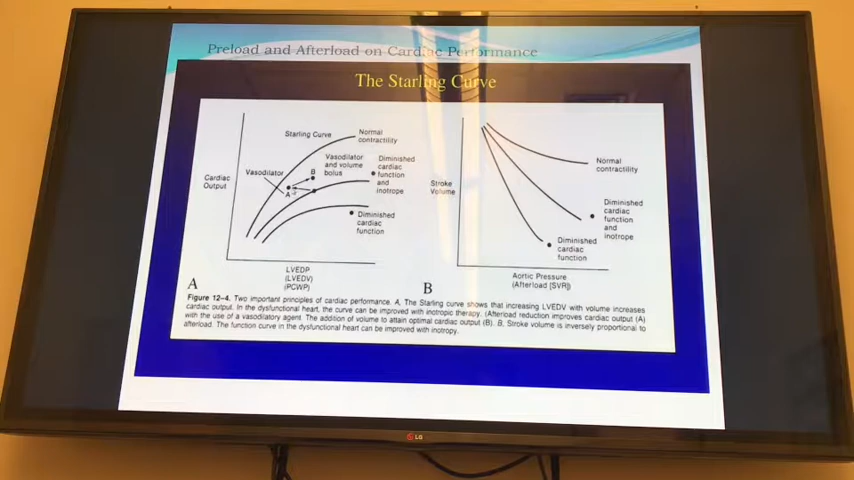 Preload and Afterload on Cardiac Performance
The Starling Curve
Starling Curve
Normal
contractility
Vasodilator
Vasodilator
and volume
bolus
B
A
Diminished
cardiac
function
and
inotrope
Diminished
cardiac
function
Cardiac
Output
LVEDP
(LVEDV)
(PCWP)
A
Stroke
Volume
Normal
contractility
Diminished
cardiac
function
and
inotrope
Diminished
cardiac
function
Aortic Pressure
(Afterload [SVR])
B
Figure 12-4. Two important principles of cardiac performance. A, The Starling curve shows that increasing LVEDV with volume increases
cardiac output. In the dysfunctional heart, the curve can be improved with inotropic therapy. (Afterload reduction improves cardiac output (A)
with the use of a vasodilatory agent. The addition of volume to attain optimal cardiac output (B). B, Stroke volume is inversely proportional to
afterload. The function curve in the dysfunctional heart can be improved with inotropy.
LG